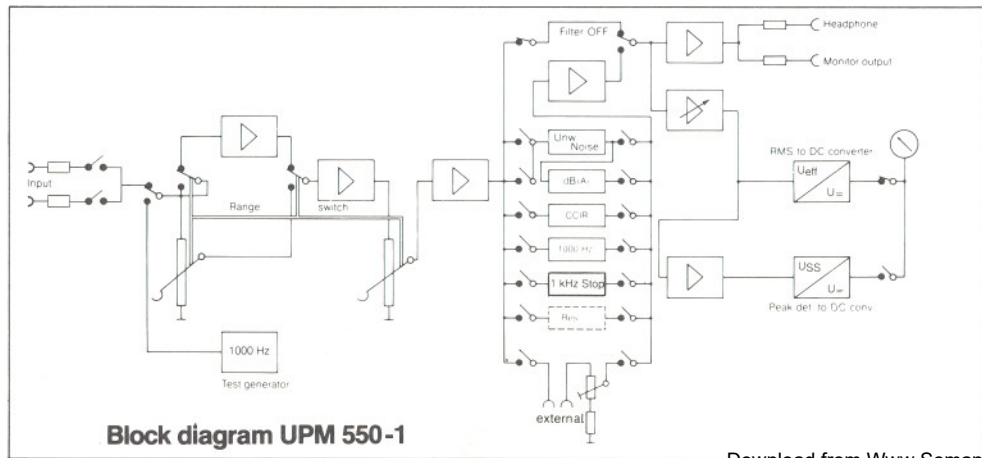 Filter OFF
Headphone
Monitor output
Input
Range
switch
Unw
Noise
dB(A)
CCIR
1000 Hz
1 kHz Stop
Res
external
RMS to DC converter
Ueff
U=
USS
U=
Peak det. to DC conv.
1000 Hz
Test generator
Block diagram UPM 550-1